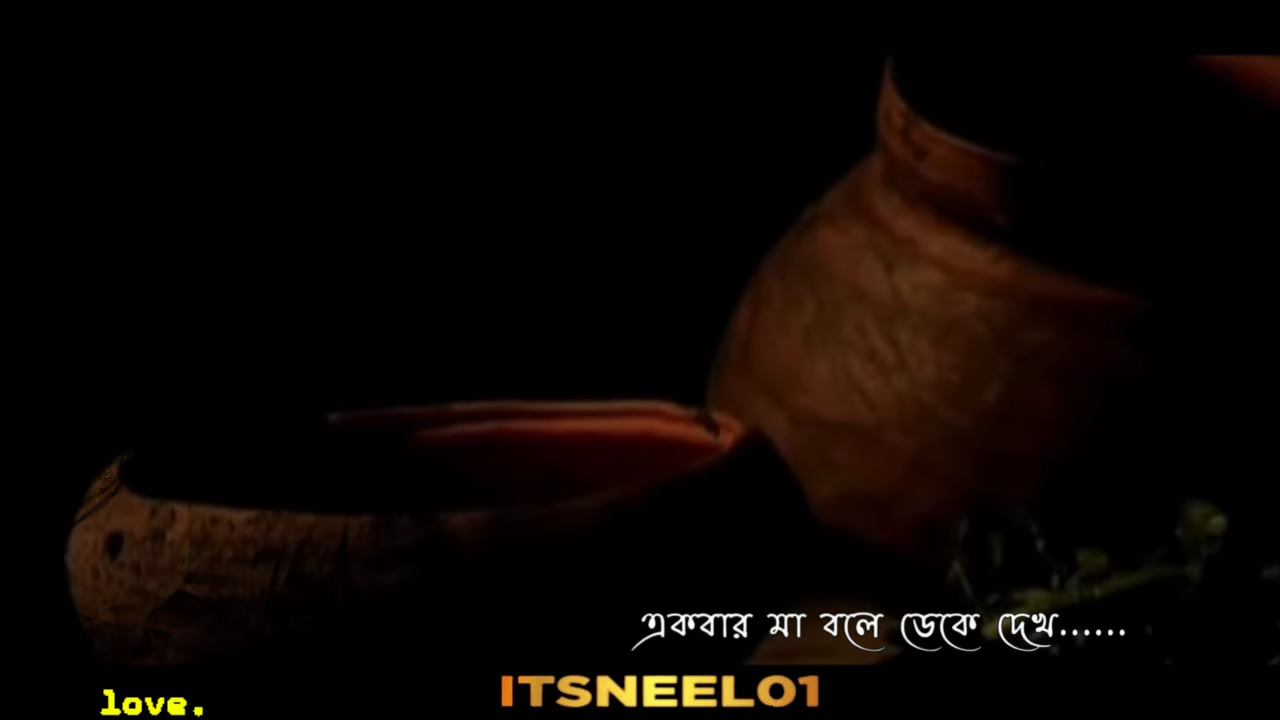 একবার মা বলে ডেকে দেখ......
ITSNEEL01
love.